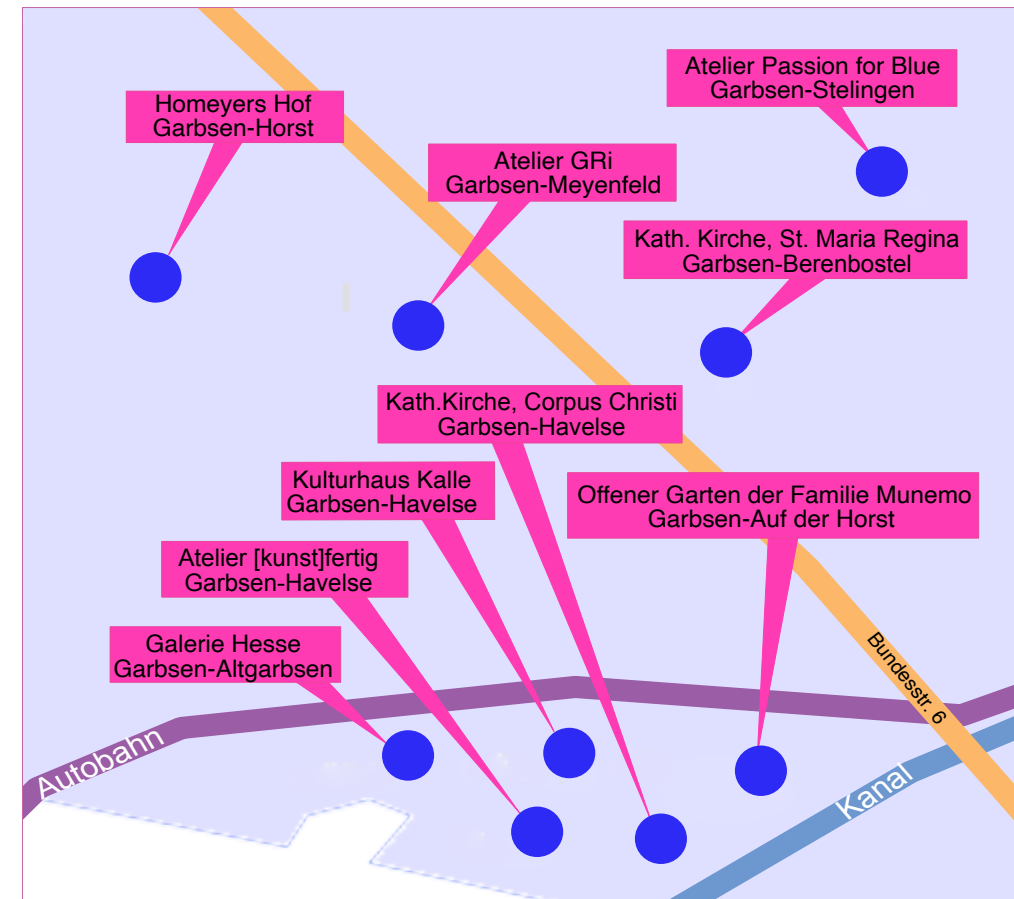 Atelier Passion for Blue
Garbsen-Stelingen
Homeyers Hof
Garbsen-Horst
Atelier GRi
Garbsen-Meyenfeld
Kath. Kirche, St. Maria Regina
Garbsen-Berenbostel
Kath.Kirche, Corpus Christi
Garbsen-Havelse
Kulturhaus Kalle
Garbsen-Havelse
Offener Garten der Familie Munemo
Garbsen-Auf der Horst
Atelier [kunst]fertig
Garbsen-Havelse
Galerie Hesse
Garbsen-Altgarbsen
Bundesstr. 6
Autobahn
Kanal